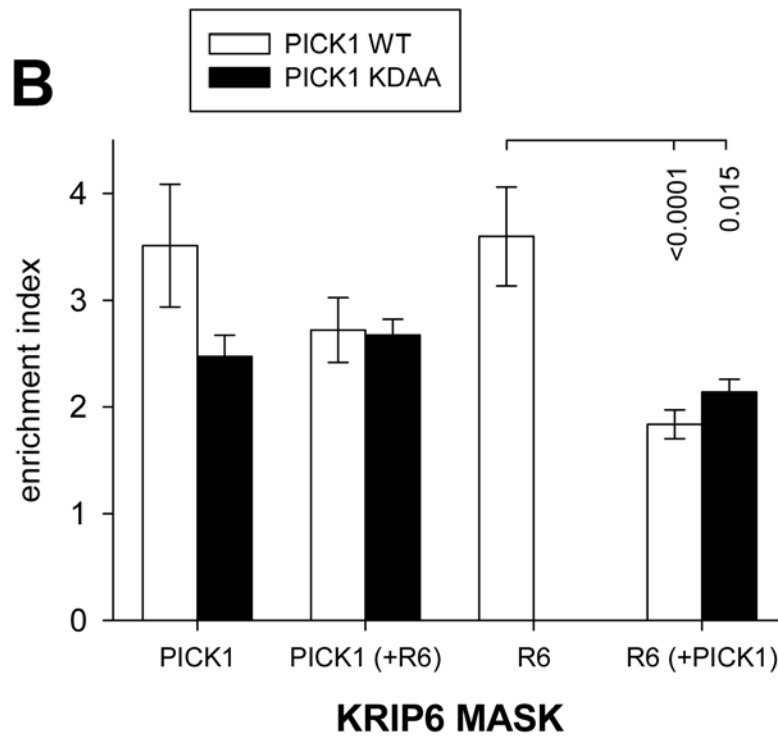 B
PICK1 WT
PICK1 KDAA
enrichment index
4
3
2
1
0
<0.0001
0.015
PICK1
PICK1 (+R6)
R6
R6 (+PICK1)
KRIP6 MASK